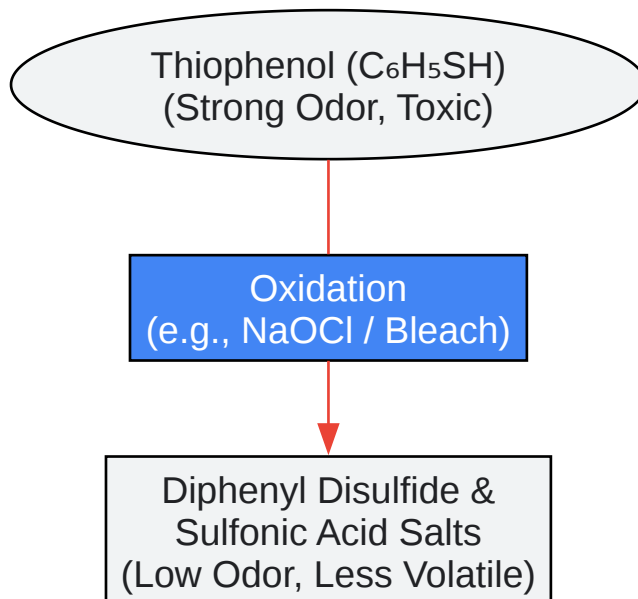 Thiophenol (C₆H₅SH)
(Strong Odor, Toxic)
Oxidation
(e.g., NaOCl / Bleach)
Diphenyl Disulfide &
Sulfonic Acid Salts
(Low Odor, Less Volatile)